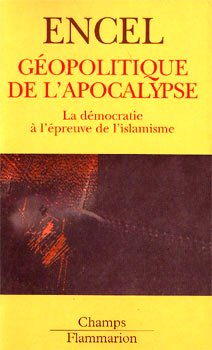 ENCEL
GÉOPOLITIQUE
DE L'APOCALYPSE
La démocratie
à l'épreuve de l'islamisme
Champs
Flammarion